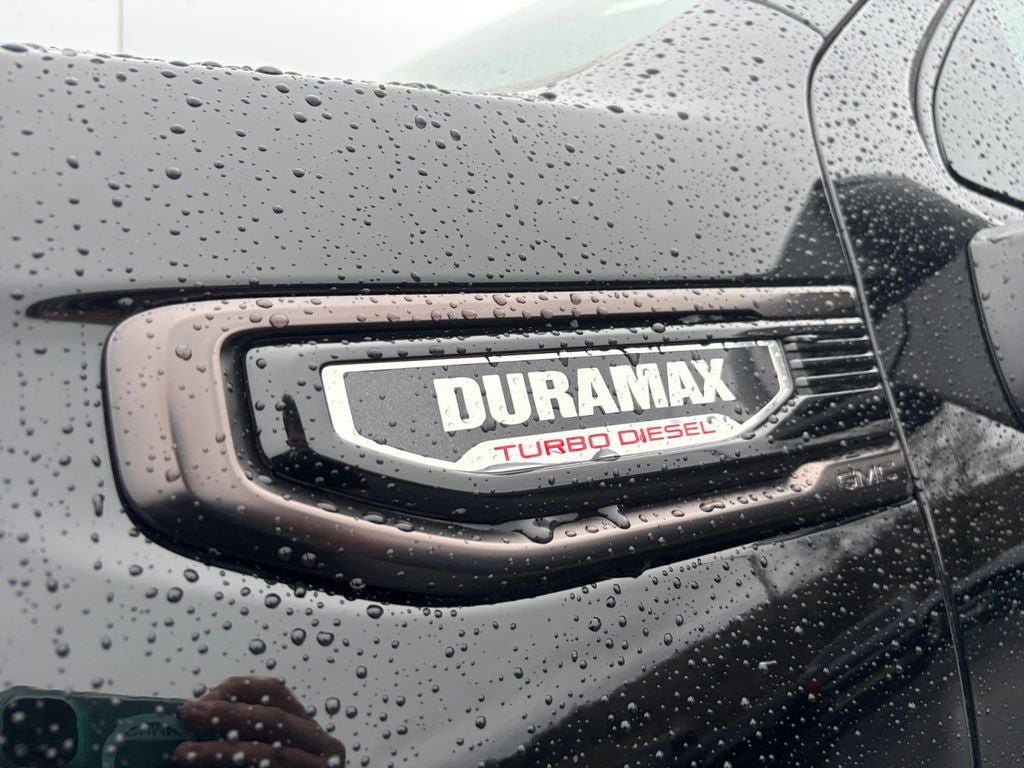 DURAMAX
TURBO DIESEL
GMC